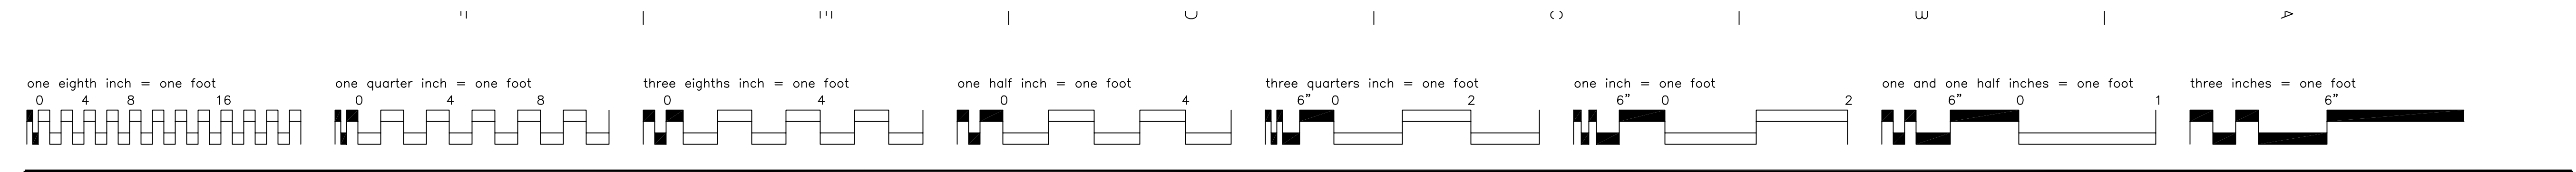 F E D C B A
one eighth inch = one foot
0 4 8 16
one quarter inch = one foot
0 4 8
three eighths inch = one foot
0 4
one half inch = one foot
0 4
three quarters inch = one foot
6" 0 2
one inch = one foot
6" 0 2
one and one half inches = one foot
6" 0 1
three inches = one foot
6"